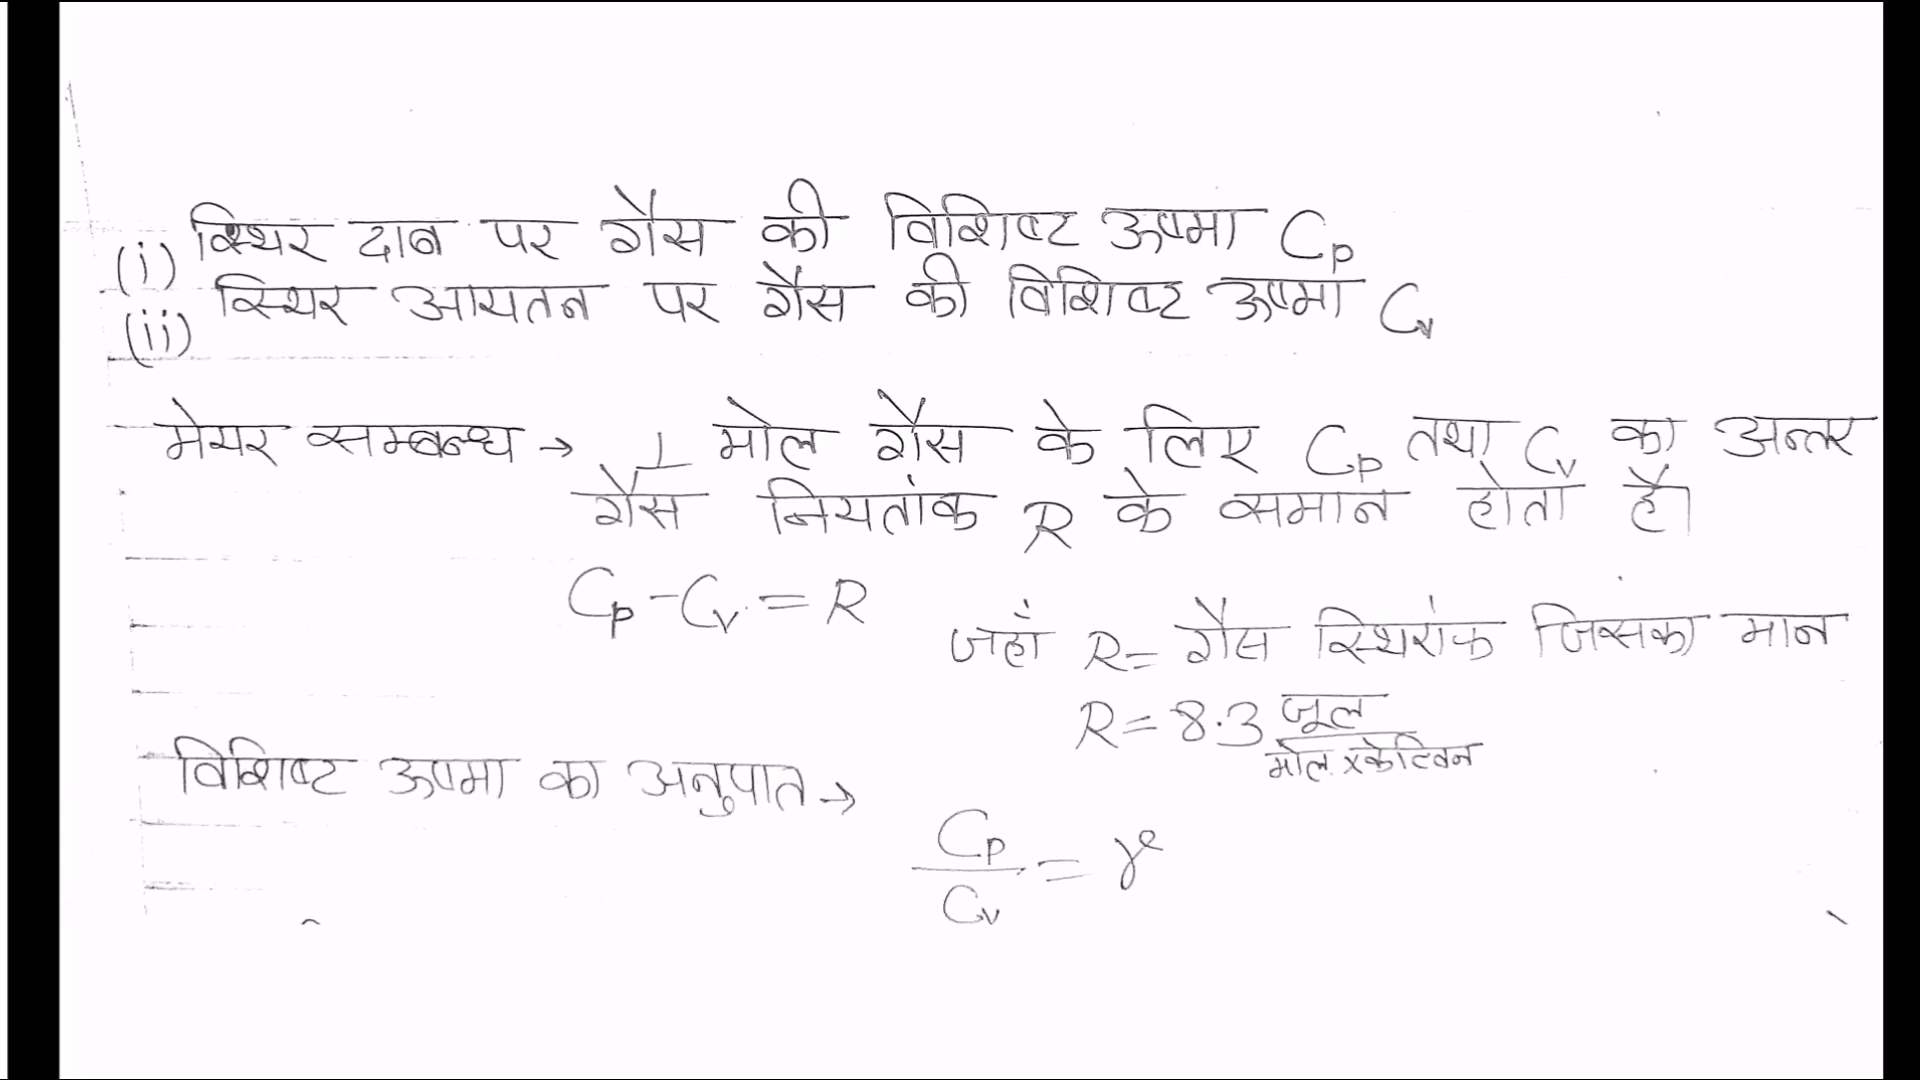 (i) स्थिर दाब पर गैस की विशिष्ट ऊष्मा Cp
(ii) स्थिर आयतन पर गैस की विशिष्ट ऊष्मा Cv
मेयर सम्बन्ध → 1 मोल गैस के लिए Cp तथा Cv का अन्तर
गैस नियतांक R के समान होता है।
Cp - Cv = R
जहाँ R = गैस स्थिरांक जिसका मान
R = 8.3 जूल / मोल × केल्विन
विशिष्ट ऊष्मा का अनुपात →
Cp / Cv = γ